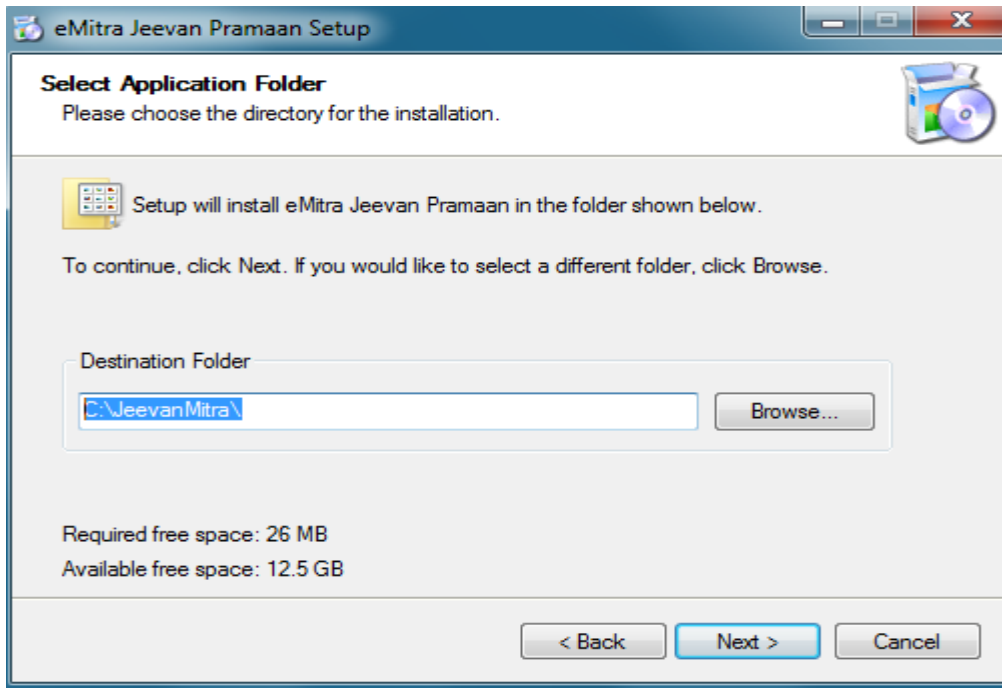 eMitra Jeevan Pramaan Setup
Select Application Folder
Please choose the directory for the installation.
Setup will install eMitra Jeevan Pramaan in the folder shown below.
To continue, click Next. If you would like to select a different folder, click Browse.
Destination Folder
C:\JeevanMitra\
Browse...
Required free space: 26 MB
Available free space: 12.5 GB
< Back
Next >
Cancel